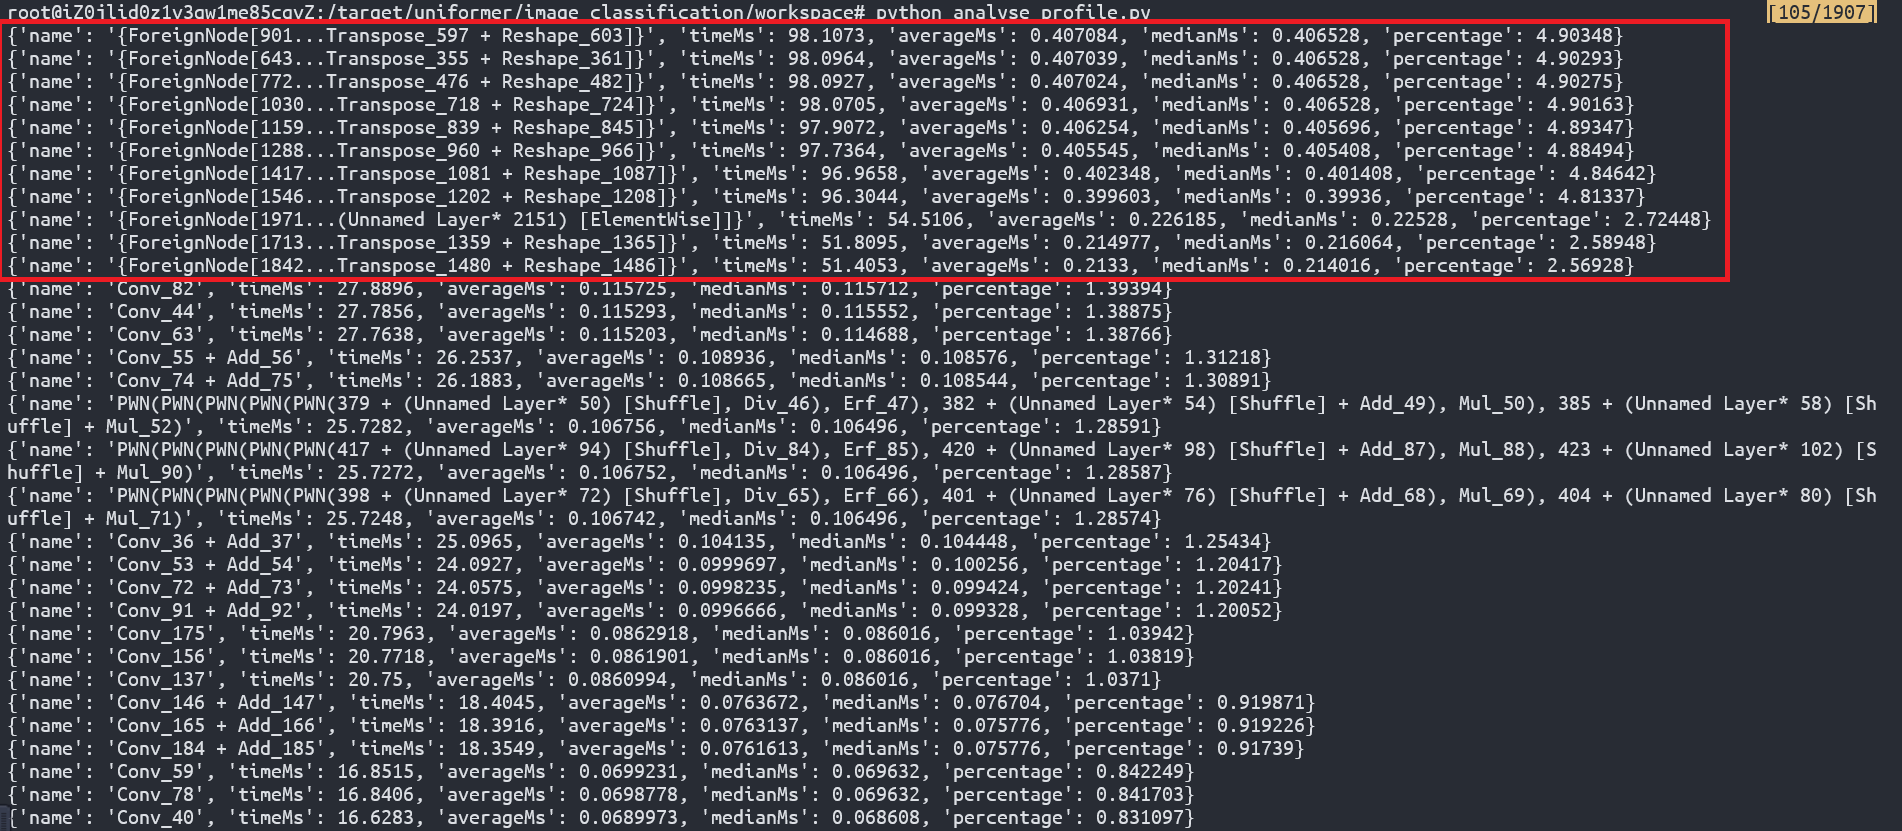 root@iZ0jlid0z1v3gw1me85cgvZ:/target/uniformer/image_classification/workspace# python analyse_profile.py [105/1907]
{'name': '{ForeignNode[901...Transpose_597 + Reshape_603]}', 'timeMs': 98.1073, 'averageMs': 0.407084, 'medianMs': 0.406528, 'percentage': 4.90348}
{'name': '{ForeignNode[643...Transpose_355 + Reshape_361]}', 'timeMs': 98.0964, 'averageMs': 0.407039, 'medianMs': 0.406528, 'percentage': 4.90293}
{'name': '{ForeignNode[772...Transpose_476 + Reshape_482]}', 'timeMs': 98.0927, 'averageMs': 0.407024, 'medianMs': 0.406528, 'percentage': 4.90275}
{'name': '{ForeignNode[1030...Transpose_718 + Reshape_724]}', 'timeMs': 98.0705, 'averageMs': 0.406931, 'medianMs': 0.406528, 'percentage': 4.90163}
{'name': '{ForeignNode[1159...Transpose_839 + Reshape_845]}', 'timeMs': 97.9072, 'averageMs': 0.406254, 'medianMs': 0.405696, 'percentage': 4.89347}
{'name': '{ForeignNode[1288...Transpose_960 + Reshape_966]}', 'timeMs': 97.7364, 'averageMs': 0.405545, 'medianMs': 0.405408, 'percentage': 4.88494}
{'name': '{ForeignNode[1417...Transpose_1081 + Reshape_1087]}', 'timeMs': 96.9658, 'averageMs': 0.402348, 'medianMs': 0.401408, 'percentage': 4.84642}
{'name': '{ForeignNode[1546...Transpose_1202 + Reshape_1208]}', 'timeMs': 96.3044, 'averageMs': 0.399603, 'medianMs': 0.39936, 'percentage': 4.81337}
{'name': '{ForeignNode[1971...(Unnamed Layer* 2151) [ElementWise]]}', 'timeMs': 54.5106, 'averageMs': 0.226185, 'medianMs': 0.22528, 'percentage': 2.72448}
{'name': '{ForeignNode[1713...Transpose_1359 + Reshape_1365]}', 'timeMs': 51.8095, 'averageMs': 0.214977, 'medianMs': 0.216064, 'percentage': 2.58948}
{'name': '{ForeignNode[1842...Transpose_1480 + Reshape_1486]}', 'timeMs': 51.4053, 'averageMs': 0.2133, 'medianMs': 0.214016, 'percentage': 2.56928}
{'name': 'Conv_82', 'timeMs': 27.8896, 'averageMs': 0.115725, 'medianMs': 0.115712, 'percentage': 1.39394}
{'name': 'Conv_44', 'timeMs': 27.7856, 'averageMs': 0.115293, 'medianMs': 0.115552, 'percentage': 1.38875}
{'name': 'Conv_63', 'timeMs': 27.7638, 'averageMs': 0.115203, 'medianMs': 0.114688, 'percentage': 1.38766}
{'name': 'Conv_55 + Add_56', 'timeMs': 26.2537, 'averageMs': 0.108936, 'medianMs': 0.108576, 'percentage': 1.31218}
{'name': 'Conv_74 + Add_75', 'timeMs': 26.1883, 'averageMs': 0.108665, 'medianMs': 0.108544, 'percentage': 1.30891}
{'name': 'PWN(PWN(PWN(PWN(PWN(379 + (Unnamed Layer* 50) [Shuffle], Div_46), Erf_47), 382 + (Unnamed Layer* 54) [Shuffle] + Add_49), Mul_50), 385 + (Unnamed Layer* 58) [Sh
uffle] + Mul_52)', 'timeMs': 25.7282, 'averageMs': 0.106756, 'medianMs': 0.106496, 'percentage': 1.28591}
{'name': 'PWN(PWN(PWN(PWN(PWN(417 + (Unnamed Layer* 94) [Shuffle], Div_84), Erf_85), 420 + (Unnamed Layer* 98) [Shuffle] + Add_87), Mul_88), 423 + (Unnamed Layer* 102) [S
huffle] + Mul_90)', 'timeMs': 25.7272, 'averageMs': 0.106752, 'medianMs': 0.106496, 'percentage': 1.28587}
{'name': 'PWN(PWN(PWN(PWN(PWN(398 + (Unnamed Layer* 72) [Shuffle], Div_65), Erf_66), 401 + (Unnamed Layer* 76) [Shuffle] + Add_68), Mul_69), 404 + (Unnamed Layer* 80) [Sh
uffle] + Mul_71)', 'timeMs': 25.7248, 'averageMs': 0.106742, 'medianMs': 0.106496, 'percentage': 1.28574}
{'name': 'Conv_36 + Add_37', 'timeMs': 25.0965, 'averageMs': 0.104135, 'medianMs': 0.104448, 'percentage': 1.25434}
{'name': 'Conv_53 + Add_54', 'timeMs': 24.0927, 'averageMs': 0.0999697, 'medianMs': 0.100256, 'percentage': 1.20417}
{'name': 'Conv_72 + Add_73', 'timeMs': 24.0575, 'averageMs': 0.0998235, 'medianMs': 0.099424, 'percentage': 1.20241}
{'name': 'Conv_91 + Add_92', 'timeMs': 24.0197, 'averageMs': 0.0996666, 'medianMs': 0.099328, 'percentage': 1.20052}
{'name': 'Conv_175', 'timeMs': 20.7963, 'averageMs': 0.0862918, 'medianMs': 0.086016, 'percentage': 1.03942}
{'name': 'Conv_156', 'timeMs': 20.7718, 'averageMs': 0.0861901, 'medianMs': 0.086016, 'percentage': 1.03819}
{'name': 'Conv_137', 'timeMs': 20.75, 'averageMs': 0.0860994, 'medianMs': 0.086016, 'percentage': 1.0371}
{'name': 'Conv_146 + Add_147', 'timeMs': 18.4045, 'averageMs': 0.0763672, 'medianMs': 0.076704, 'percentage': 0.919871}
{'name': 'Conv_165 + Add_166', 'timeMs': 18.3916, 'averageMs': 0.0763137, 'medianMs': 0.075776, 'percentage': 0.919226}
{'name': 'Conv_184 + Add_185', 'timeMs': 18.3549, 'averageMs': 0.0761613, 'medianMs': 0.075776, 'percentage': 0.91739}
{'name': 'Conv_59', 'timeMs': 16.8515, 'averageMs': 0.0699231, 'medianMs': 0.069632, 'percentage': 0.842249}
{'name': 'Conv_78', 'timeMs': 16.8406, 'averageMs': 0.0698778, 'medianMs': 0.069632, 'percentage': 0.841703}
{'name': 'Conv_40', 'timeMs': 16.6283, 'averageMs': 0.0689973, 'medianMs': 0.068608, 'percentage': 0.831097}